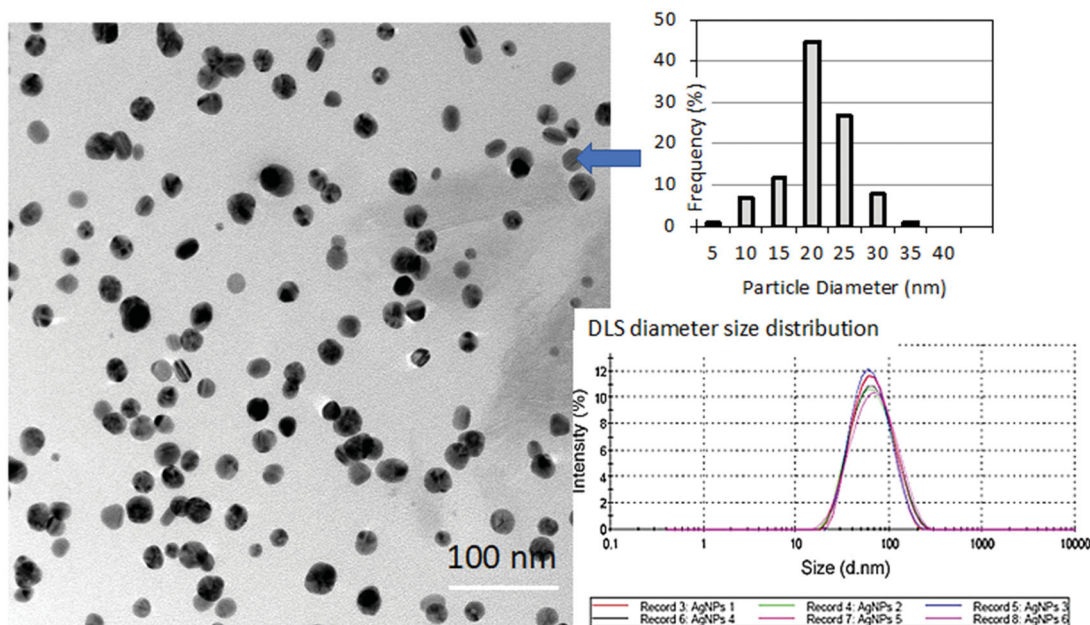 100 nm
50
40
30
20
10
0
Frequency (%)
5 10 15 20 25 30 35 40
Particle Diameter (nm)
DLS diameter size distribution
12
10
8
6
4
2
0
Intensity (%)
0.1 1 10 100 1000 10000
Size (d.nm)
Record 3: AgNPs 1 Record 4: AgNPs 2 Record 5: AgNPs 3
Record 6: AgNPs 4 Record 7: AgNPs 5 Record 8: AgNPs 6